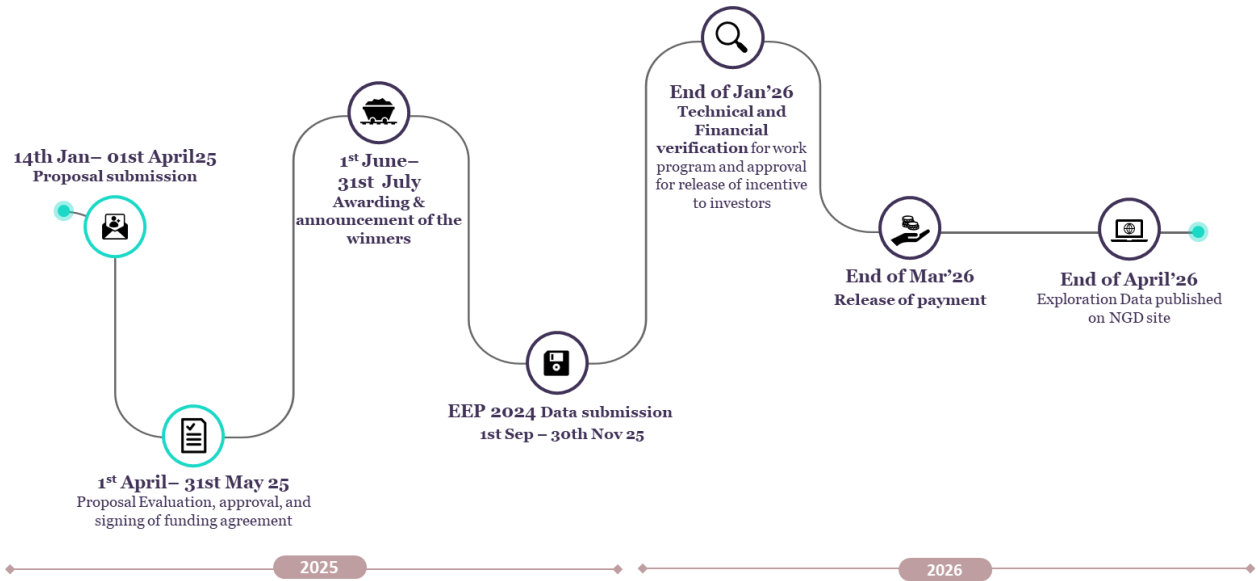 14th Jan– 01st April25
Proposal submission
1st April– 31st May 25
Proposal Evaluation, approval, and
signing of funding agreement
1st June–
31st July
Awarding &
announcement of the
winners
EEP 2024 Data submission
1st Sep – 30th Nov 25
End of Jan’26
Technical and
Financial
verification for work
program and approval
for release of incentive
to investors
End of Mar’26
Release of payment
End of April’26
Exploration Data published
on NGD site
2025
2026